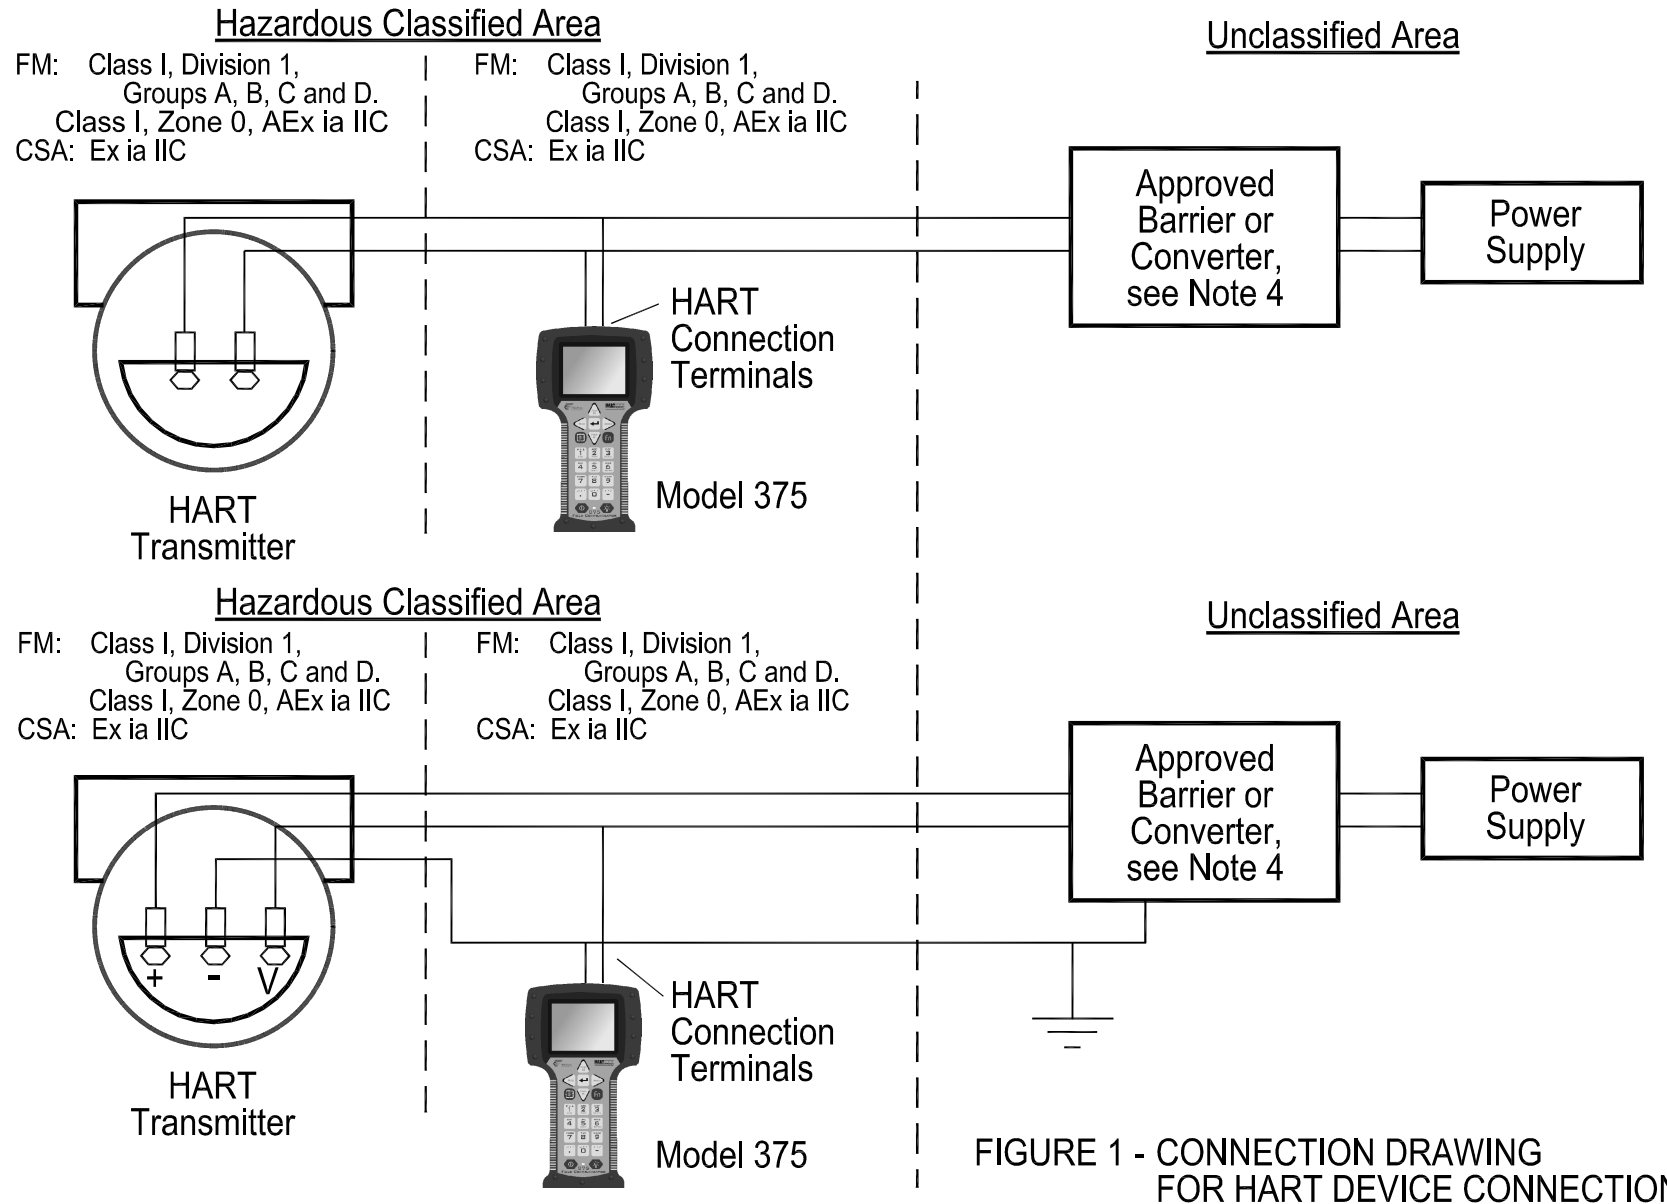 Hazardous Classified Area
Unclassified Area
FM: Class I, Division 1,
Groups A, B, C and D.
Class I, Zone 0, AEx ia IIC
CSA: Ex ia IIC
FM: Class I, Division 1,
Groups A, B, C and D.
Class I, Zone 0, AEx ia IIC
CSA: Ex ia IIC
Approved
Barrier or
Converter,
see Note 4
Power
Supply
HART
Connection
Terminals
Model 375
HART
Transmitter
Hazardous Classified Area
Unclassified Area
FM: Class I, Division 1,
Groups A, B, C and D.
Class I, Zone 0, AEx ia IIC
CSA: Ex ia IIC
FM: Class I, Division 1,
Groups A, B, C and D.
Class I, Zone 0, AEx ia IIC
CSA: Ex ia IIC
Approved
Barrier or
Converter,
see Note 4
Power
Supply
+ - V
HART
Connection
Terminals
HART
Transmitter
Model 375
FIGURE 1 - CONNECTION DRAWING
FOR HART DEVICE CONNECTION